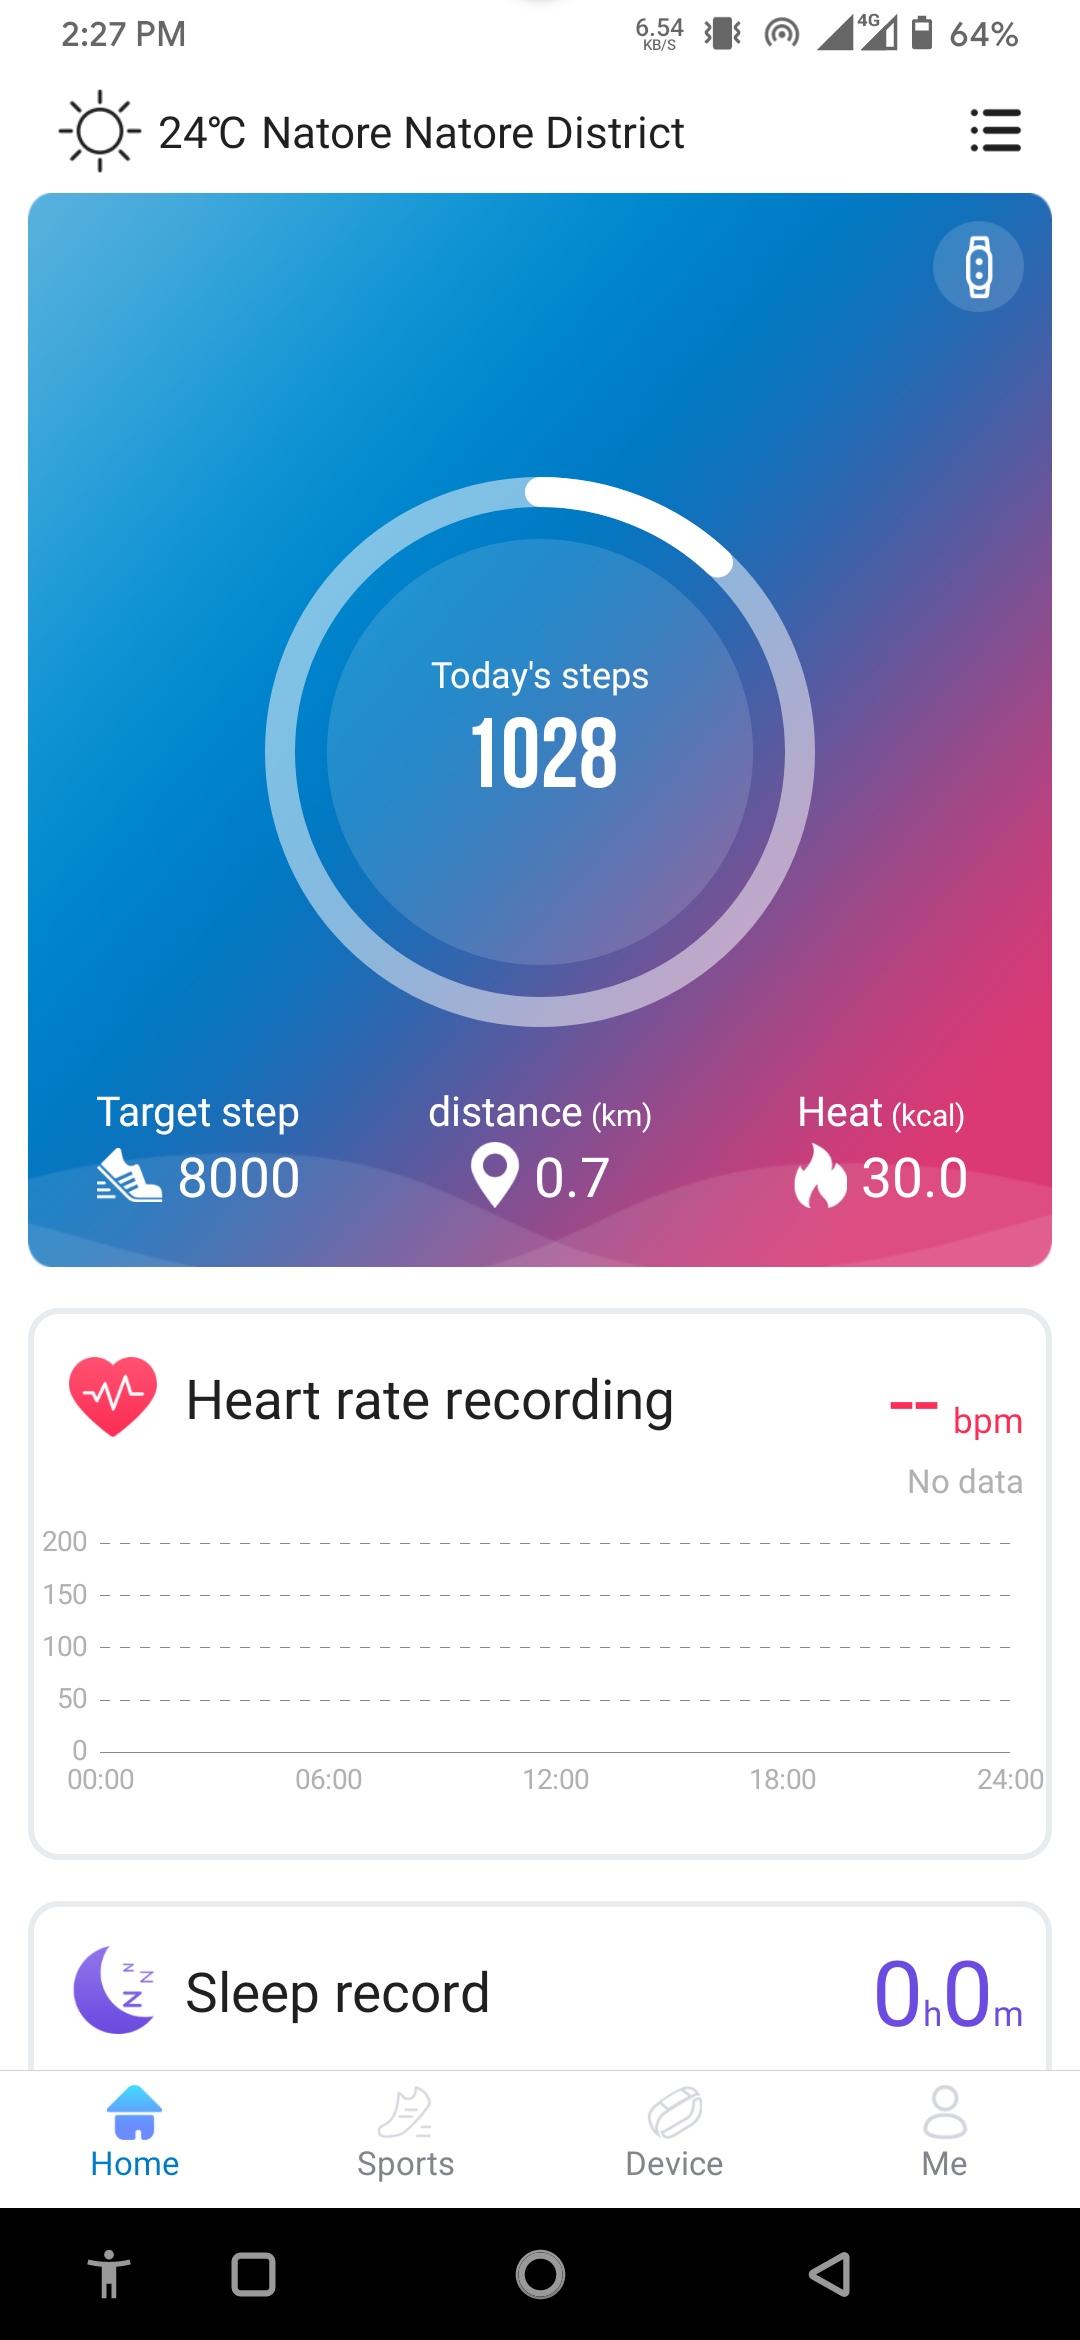 2:27 PM 6.54 KB/S 4G 64%
24℃ Natore Natore District
Today's steps
1028
Target step distance (km) Heat (kcal)
8000 0.7 30.0
Heart rate recording -- bpm
No data
200
150
100
50
0
00:00 06:00 12:00 18:00 24:00
Sleep record 0h0m
Home Sports Device Me